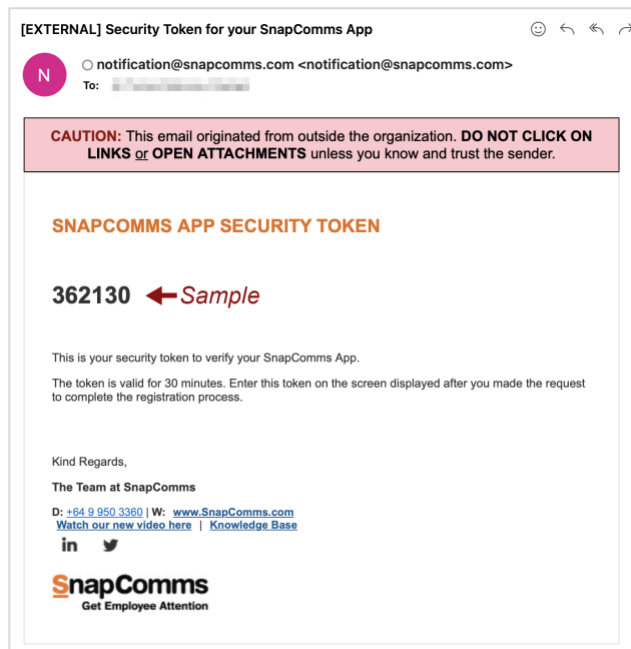 [EXTERNAL] Security Token for your SnapComms App
N
notification@snapcomms.com <notification@snapcomms.com>
To:
CAUTION: This email originated from outside the organization. DO NOT CLICK ON
LINKS or OPEN ATTACHMENTS unless you know and trust the sender.
SNAPCOMMS APP SECURITY TOKEN
362130 Sample
This is your security token to verify your SnapComms App.
The token is valid for 30 minutes. Enter this token on the screen displayed after you made the request
to complete the registration process.
Kind Regards,
The Team at SnapComms
D: +64 9 950 3360 | W: www.SnapComms.com
Watch our new video here | Knowledge Base
in
SnapComms
Get Employee Attention